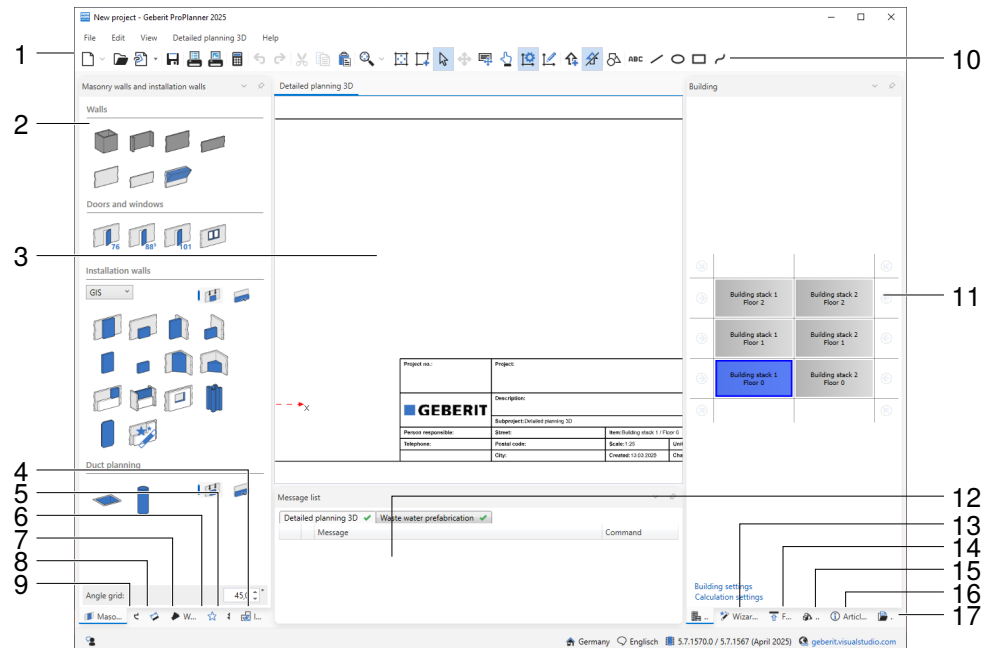 New project - Geberit ProPlanner 2025
File Edit View Detailed planning 3D Help
1
ABC
10
Masonry walls and installation walls
Detailed planning 3D
Building
Walls
2
Doors and windows
76
88⁵
101
3
Installation walls
GIS
Building stack 1
Floor 2
Building stack 2
Floor 2
11
Building stack 1
Floor 1
Building stack 2
Floor 1
Building stack 1
Floor 0
Building stack 2
Floor 0
X
Project no.:
Project:
GEBERIT
Description:
Subproject: Detailed planning 3D
Person responsible:
Street:
Item: Building stack 1 / Floor 0
Telephone:
Postal code:
Scale: 1:25
Unit
City:
Created: 13.03.2025
Cha
Duct planning
4
5
6
7
8
9
Message list
Detailed planning 3D
Waste water prefabrication
Message
Command
12
13
14
15
16
17
Angle grid:
45,0 °
Building settings
Calculation settings
Maso...
W...
I...
..
Wizar...
F...
..
Articl...
.
Germany
Englisch
5.7.1570.0 / 5.7.1567 (April 2025)
geberit.visualstudio.com